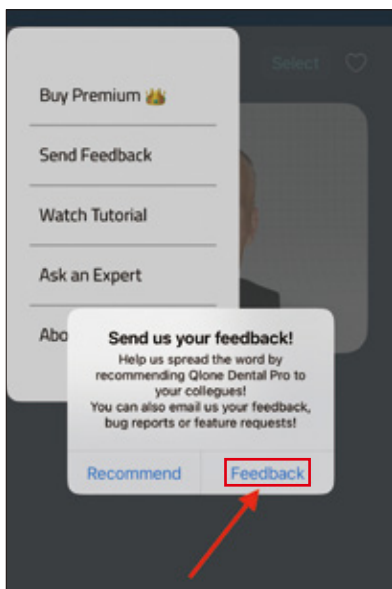 Select
Buy Premium 👑
Send Feedback
Watch Tutorial
Ask an Expert
Abo
Send us your feedback!
Help us spread the word by
recommending Qlone Dental Pro to
your collegues!
You can also email us your feedback,
bug reports or feature requests!
Recommend
Feedback